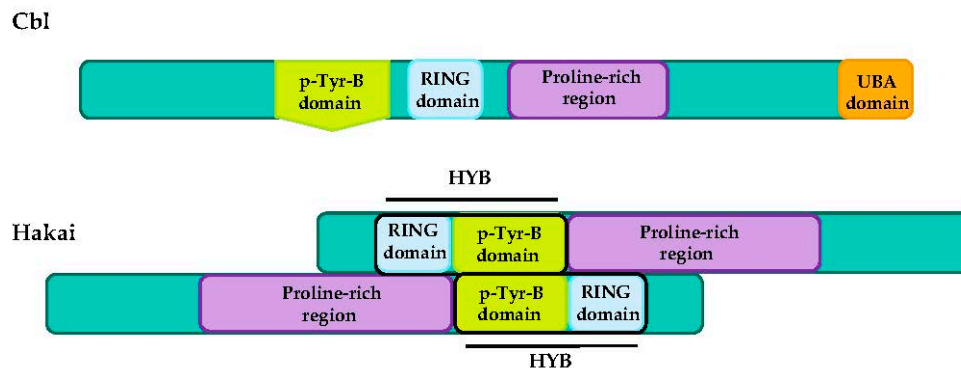 Cbl
p-Tyr-B
domain
RING
domain
Proline-rich
region
UBA
domain
HYB
Hakai
RING
domain
p-Tyr-B
domain
Proline-rich
region
Proline-rich
region
p-Tyr-B
domain
RING
domain
HYB